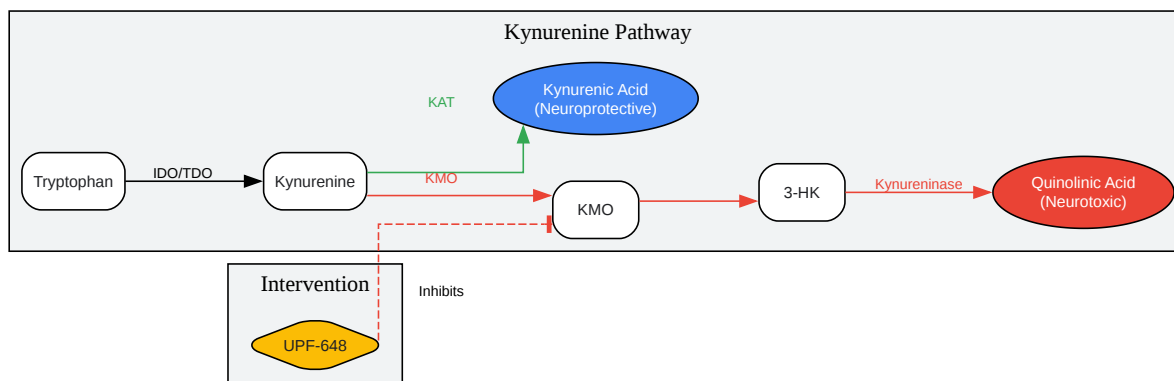 Kynurenine Pathway
Kynurenic Acid
(Neuroprotective)
KAT
Tryptophan
IDO/TDO
Kynurenine
KMO
KMO
3-HK
Kynureninase
Quinolinic Acid
(Neurotoxic)
Intervention
Inhibits
UPF-648